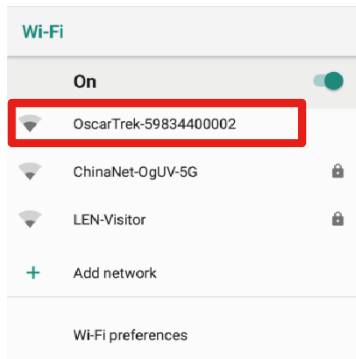 Wi-Fi
On
OscarTrek-59834400002
ChinaNet-OgUV-5G
LEN-Visitor
Add network
Wi-Fi preferences